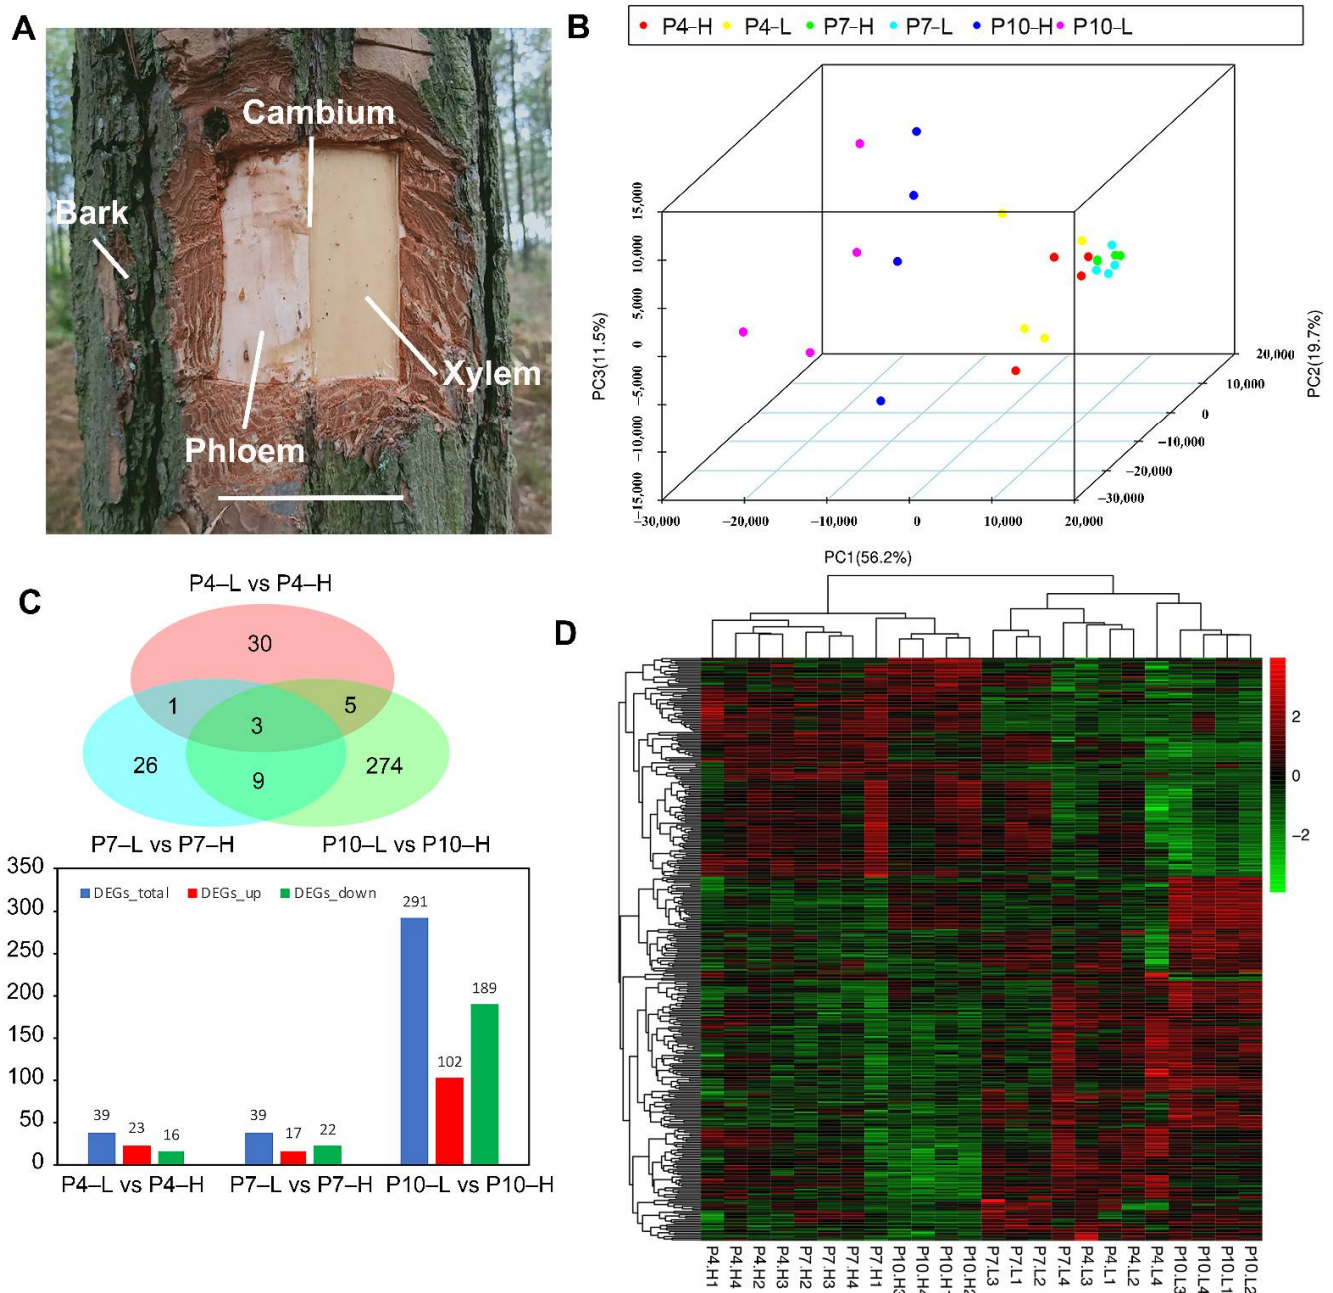 A
Cambium
Bark
Xylem
Phloem
B
P4–H P4–L P7–H P7–L P10–H P10–L
15,000
10,000
5,000
0
−5,000
−10,000
−15,000
PC3(11.5%)
−30,000 −20,000 −10,000 0 10,000 20,000
PC1(56.2%)
20,000
10,000
0
−10,000
−20,000
−30,000
PC2(19.7%)
C
P4–L vs P4–H
30
1 3 5
26 9 274
P7–L vs P7–H P10–L vs P10–H
350
300
250
200
150
100
50
0
DEGs_total DEGs_up DEGs_down
39 23 16
39 17 22
291 102 189
P4–L vs P4–H P7–L vs P7–H P10–L vs P10–H
D
2
0
−2
P4.H1
P4.H4
P4.H2
P4.H3
P7.H2
P7.H3
P7.H4
P7.H1
P10.H3
P10.H4
P10.H1
P10.H2
P7.L3
P7.L1
P7.L2
P7.L4
P4.L3
P4.L1
P4.L2
P4.L4
P10.L3
P10.L4
P10.L1
P10.L2